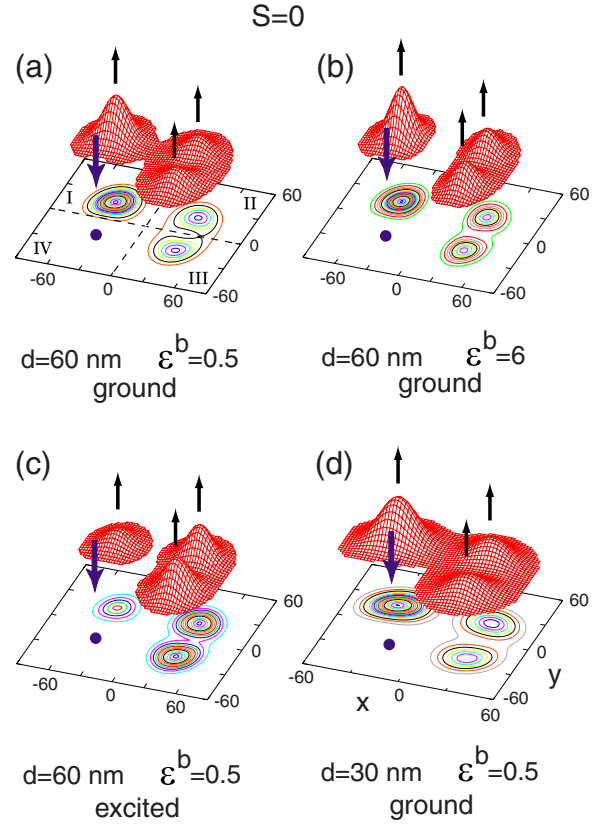 S=0
(a)
(b)
I
II
III
IV
60
0
-60
-60
0
60
60
0
-60
-60
0
60
d=60 nm ε^b=0.5
ground
d=60 nm ε^b=6
ground
(c)
(d)
60
0
-60
-60
0
60
60
0
-60
-60
0
60
x
y
d=60 nm ε^b=0.5
excited
d=30 nm ε^b=0.5
ground